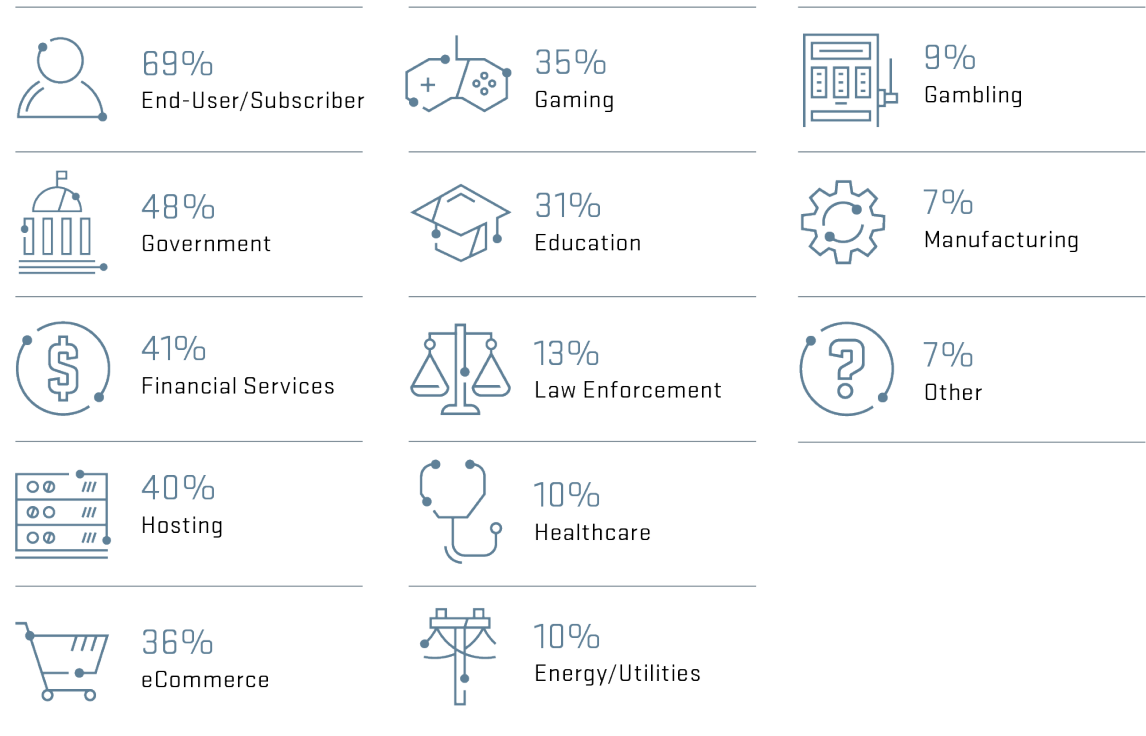 69%
End-User/Subscriber
48%
Government
41%
Financial Services
40%
Hosting
36%
eCommerce
35%
Gaming
31%
Education
13%
Law Enforcement
10%
Healthcare
10%
Energy/Utilities
9%
Gambling
7%
Manufacturing
7%
Other